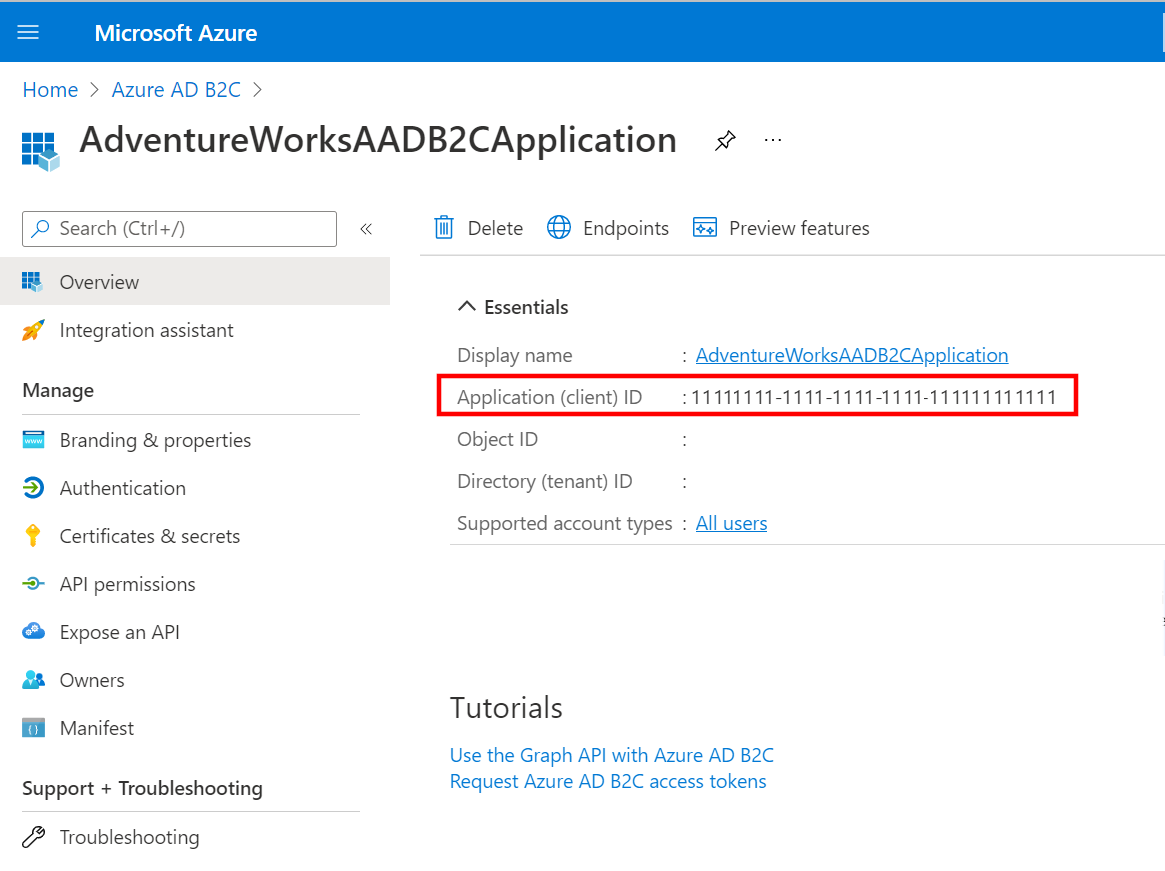 Microsoft Azure
Home > Azure AD B2C >
AdventureWorksAADB2CApplication
Search (Ctrl+/)
Overview
Integration assistant
Manage
Branding & properties
Authentication
Certificates & secrets
API permissions
Expose an API
Owners
Manifest
Support + Troubleshooting
Troubleshooting
Delete Endpoints Preview features
Essentials
Display name : AdventureWorksAADB2CApplication
Application (client) ID : 11111111-1111-1111-1111-111111111111
Object ID :
Directory (tenant) ID :
Supported account types : All users
Tutorials
Use the Graph API with Azure AD B2C
Request Azure AD B2C access tokens